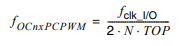 f_OCnxPCPWM = f_clk_I/O / (2 · N · TOP)